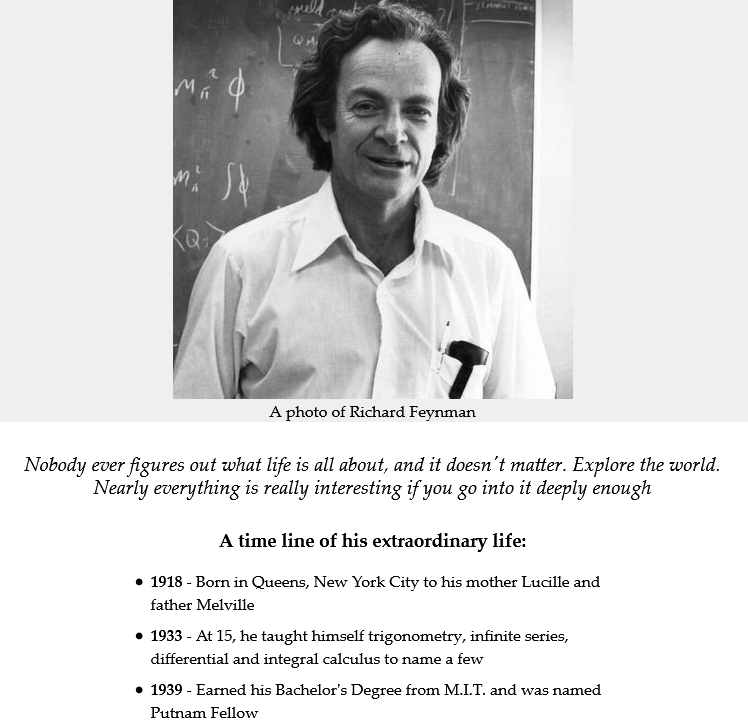 A photo of Richard Feynman
Nobody ever figures out what life is all about, and it doesn't matter. Explore the world.
Nearly everything is really interesting if you go into it deeply enough
A time line of his extraordinary life:
• 1918 - Born in Queens, New York City to his mother Lucille and
father Melville
• 1933 - At 15, he taught himself trigonometry, infinite series,
differential and integral calculus to name a few
• 1939 - Earned his Bachelor's Degree from M.I.T. and was named
Putnam Fellow